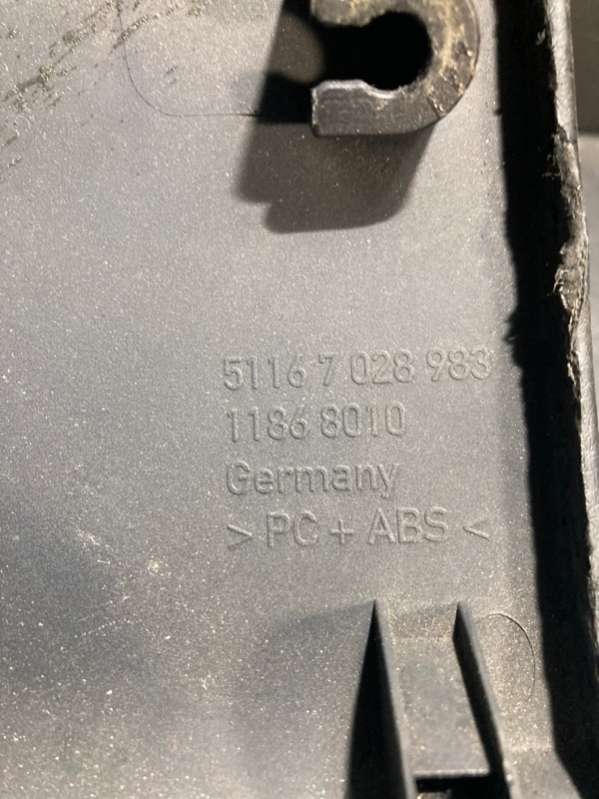 5116 7 028 983
1186 8010
Germany
> PC + ABS <